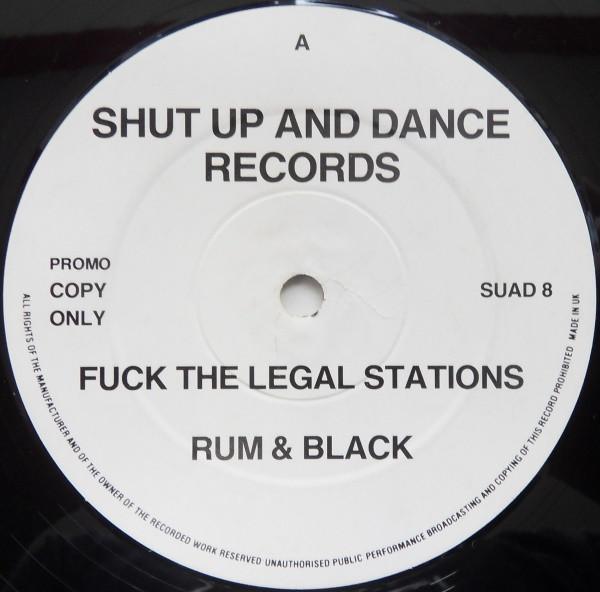 A
SHUT UP AND DANCE
RECORDS
PROMO
COPY
ONLY
SUAD 8
FUCK THE LEGAL STATIONS
RUM & BLACK
ALL RIGHTS OF THE MANUFACTURER AND OF THE OWNER OF THE RECORDED WORK RESERVED UNAUTHORISED PUBLIC PERFORMANCE BROADCASTING AND COPYING OF THIS RECORD PROHIBITED MADE IN UK